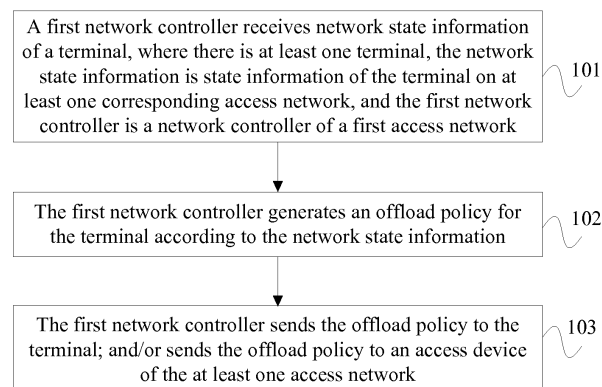 A first network controller receives network state information
of a terminal, where there is at least one terminal, the network
state information is state information of the terminal on at
least one corresponding access network, and the first network
controller is a network controller of a first access network
101
The first network controller generates an offload policy for
the terminal according to the network state information
102
The first network controller sends the offload policy to the
terminal; and/or sends the offload policy to an access device
of the at least one access network
103